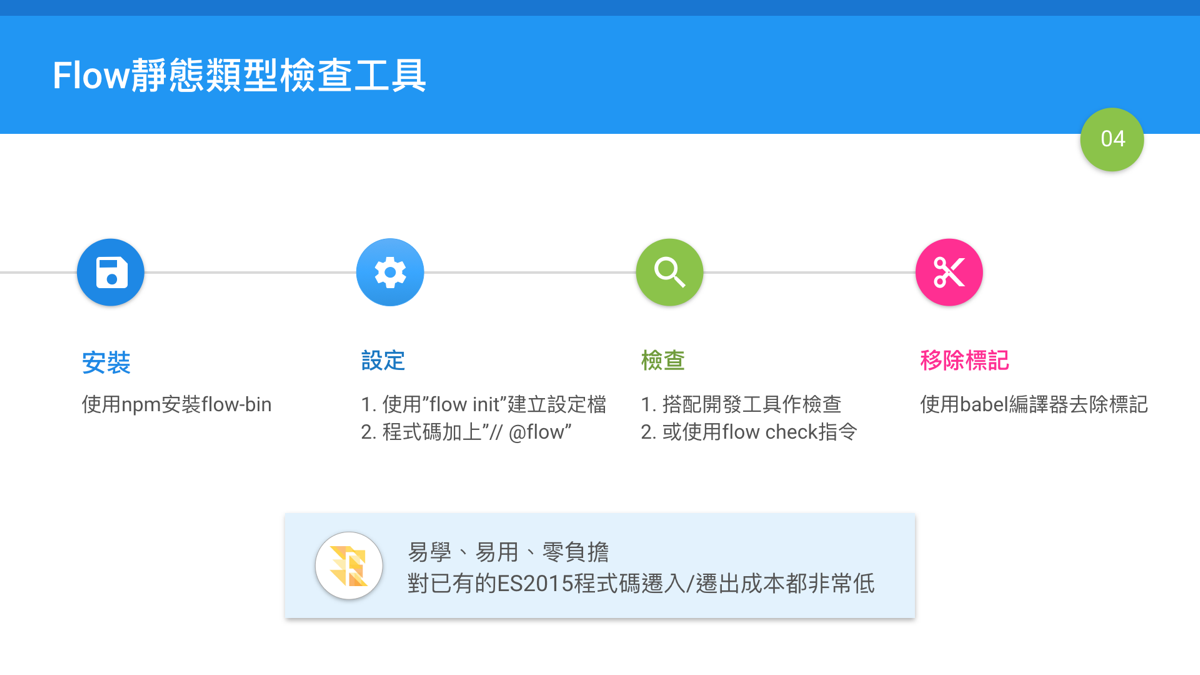 Flow靜態類型檢查工具
04
安裝
使用npm安裝flow-bin
設定
1. 使用”flow init”建立設定檔
2. 程式碼加上”// @flow”
檢查
1. 搭配開發工具作檢查
2. 或使用flow check指令
移除標記
使用babel編譯器去除標記
易學、易用、零負擔
對已有的ES2015程式碼遷入/遷出成本都非常低